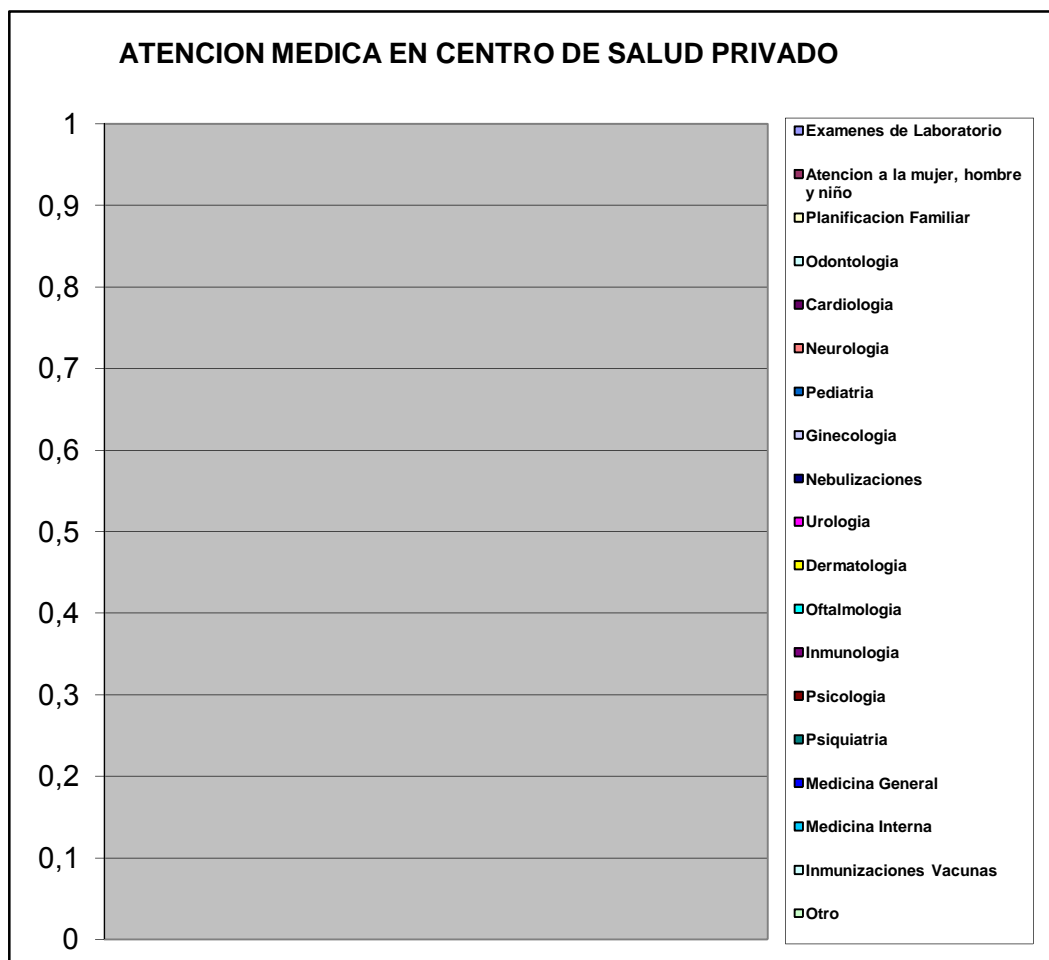 ATENCION MEDICA EN CENTRO DE SALUD PRIVADO
1
0,9
0,8
0,7
0,6
0,5
0,4
0,3
0,2
0,1
0
Examenes de Laboratorio
Atencion a la mujer, hombre
y niño
Planificacion Familiar
Odontologia
Cardiologia
Neurologia
Pediatria
Ginecologia
Nebulizaciones
Urologia
Dermatologia
Oftalmologia
Inmunologia
Psicologia
Psiquiatria
Medicina General
Medicina Interna
Inmunizaciones Vacunas
Otro